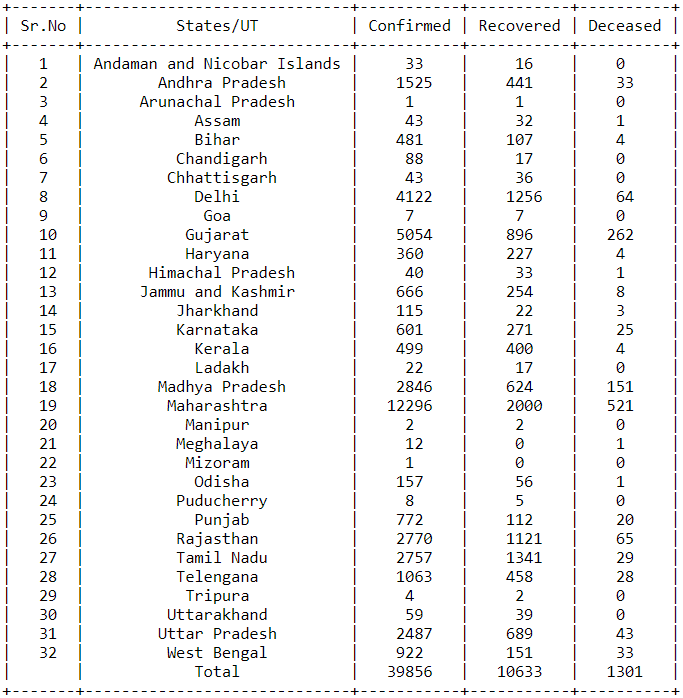 Sr.No | States/UT | Confirmed | Recovered | Deceased
1 | Andaman and Nicobar Islands | 33 | 16 | 0
2 | Andhra Pradesh | 1525 | 441 | 33
3 | Arunachal Pradesh | 1 | 1 | 0
4 | Assam | 43 | 32 | 1
5 | Bihar | 481 | 107 | 4
6 | Chandigarh | 88 | 17 | 0
7 | Chhattisgarh | 43 | 36 | 0
8 | Delhi | 4122 | 1256 | 64
9 | Goa | 7 | 7 | 0
10 | Gujarat | 5054 | 896 | 262
11 | Haryana | 360 | 227 | 4
12 | Himachal Pradesh | 40 | 33 | 1
13 | Jammu and Kashmir | 666 | 254 | 8
14 | Jharkhand | 115 | 22 | 3
15 | Karnataka | 601 | 271 | 25
16 | Kerala | 499 | 400 | 4
17 | Ladakh | 22 | 17 | 0
18 | Madhya Pradesh | 2846 | 624 | 151
19 | Maharashtra | 12296 | 2000 | 521
20 | Manipur | 2 | 2 | 0
21 | Meghalaya | 12 | 0 | 1
22 | Mizoram | 1 | 0 | 0
23 | Odisha | 157 | 56 | 1
24 | Puducherry | 8 | 5 | 0
25 | Punjab | 772 | 112 | 20
26 | Rajasthan | 2770 | 1121 | 65
27 | Tamil Nadu | 2757 | 1341 | 29
28 | Telengana | 1063 | 458 | 28
29 | Tripura | 4 | 2 | 0
30 | Uttarakhand | 59 | 39 | 0
31 | Uttar Pradesh | 2487 | 689 | 43
32 | West Bengal | 922 | 151 | 33
Total | 39856 | 10633 | 1301